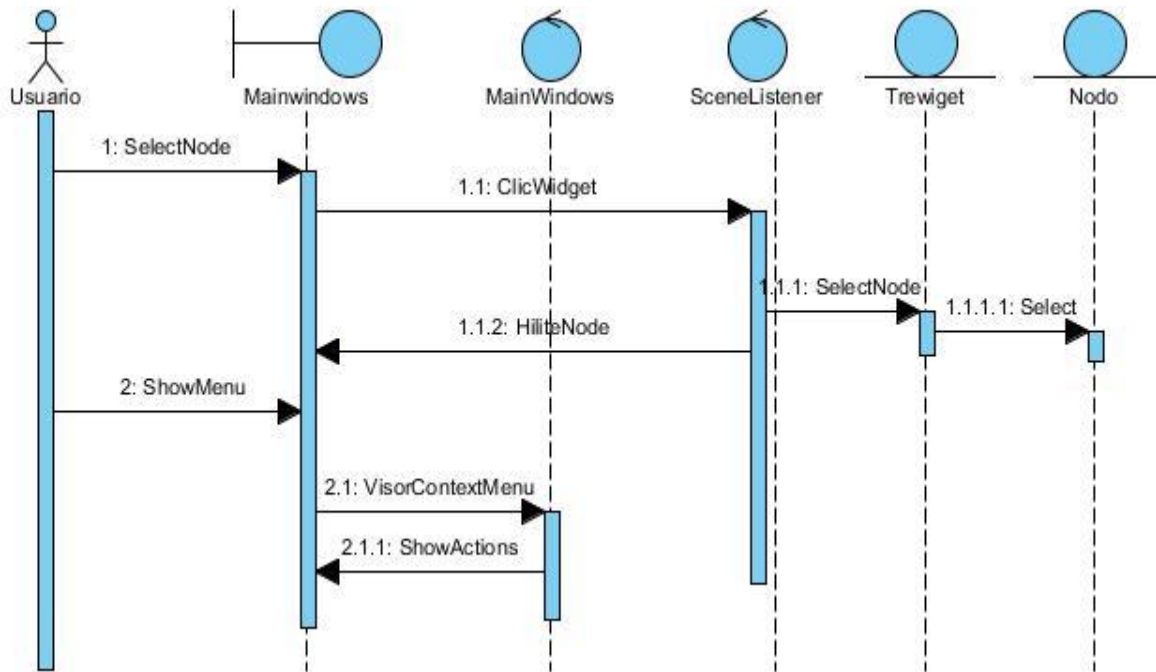 Usuario
Mainwindows
MainWindows
SceneListener
Trewiget
Nodo
1: SelectNode
1.1: ClicWidget
1.1.1: SelectNode
1.1.1.1: Select
1.1.2: HiliteNode
2: ShowMenu
2.1: VisorContextMenu
2.1.1: ShowActions